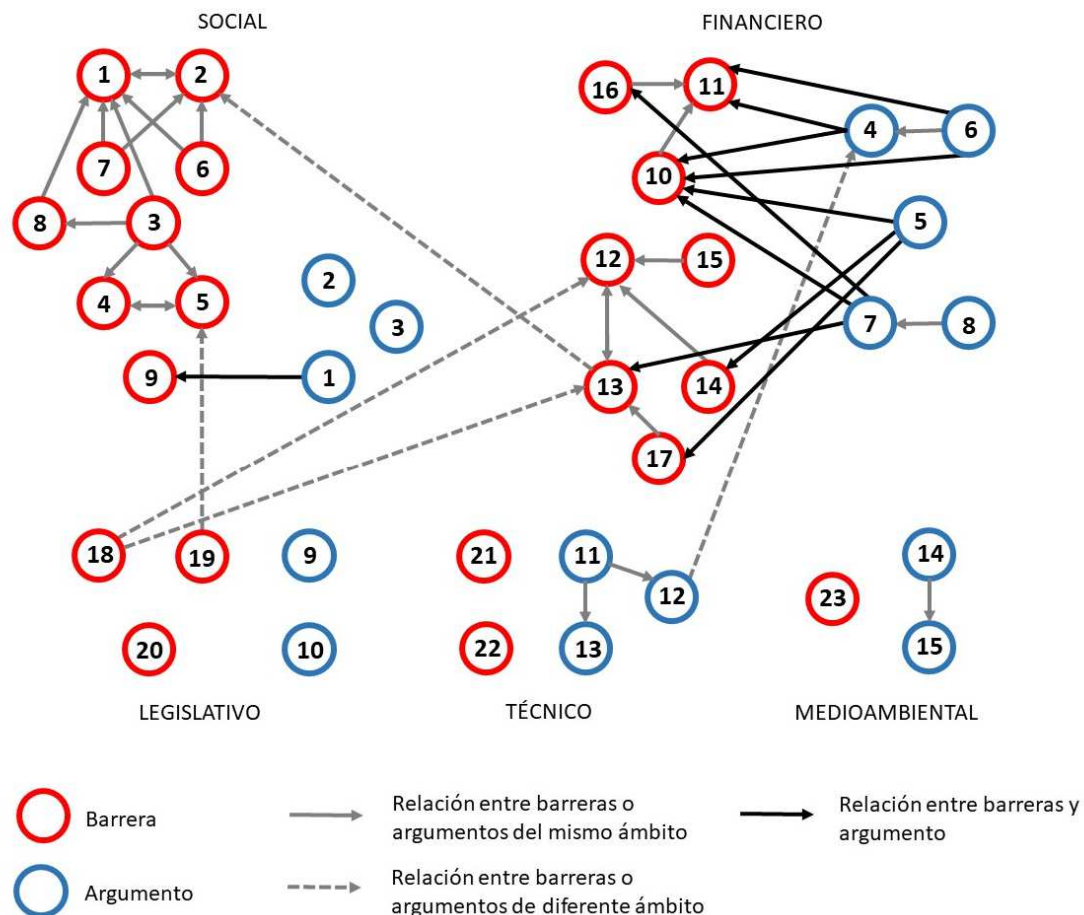 SOCIAL
FINANCIERO
1
2
16
11
4
6
7
6
10
8
3
5
12
15
2
4
5
3
7
8
9
1
13
14
17
18
19
9
21
11
14
12
23
20
10
22
13
15
LEGISLATIVO
TÉCNICO
MEDIOAMBIENTAL
Barrera
Relación entre barreras o
argumentos del mismo ámbito
Relación entre barreras y
argumento
Argumento
Relación entre barreras o
argumentos de diferente ámbito